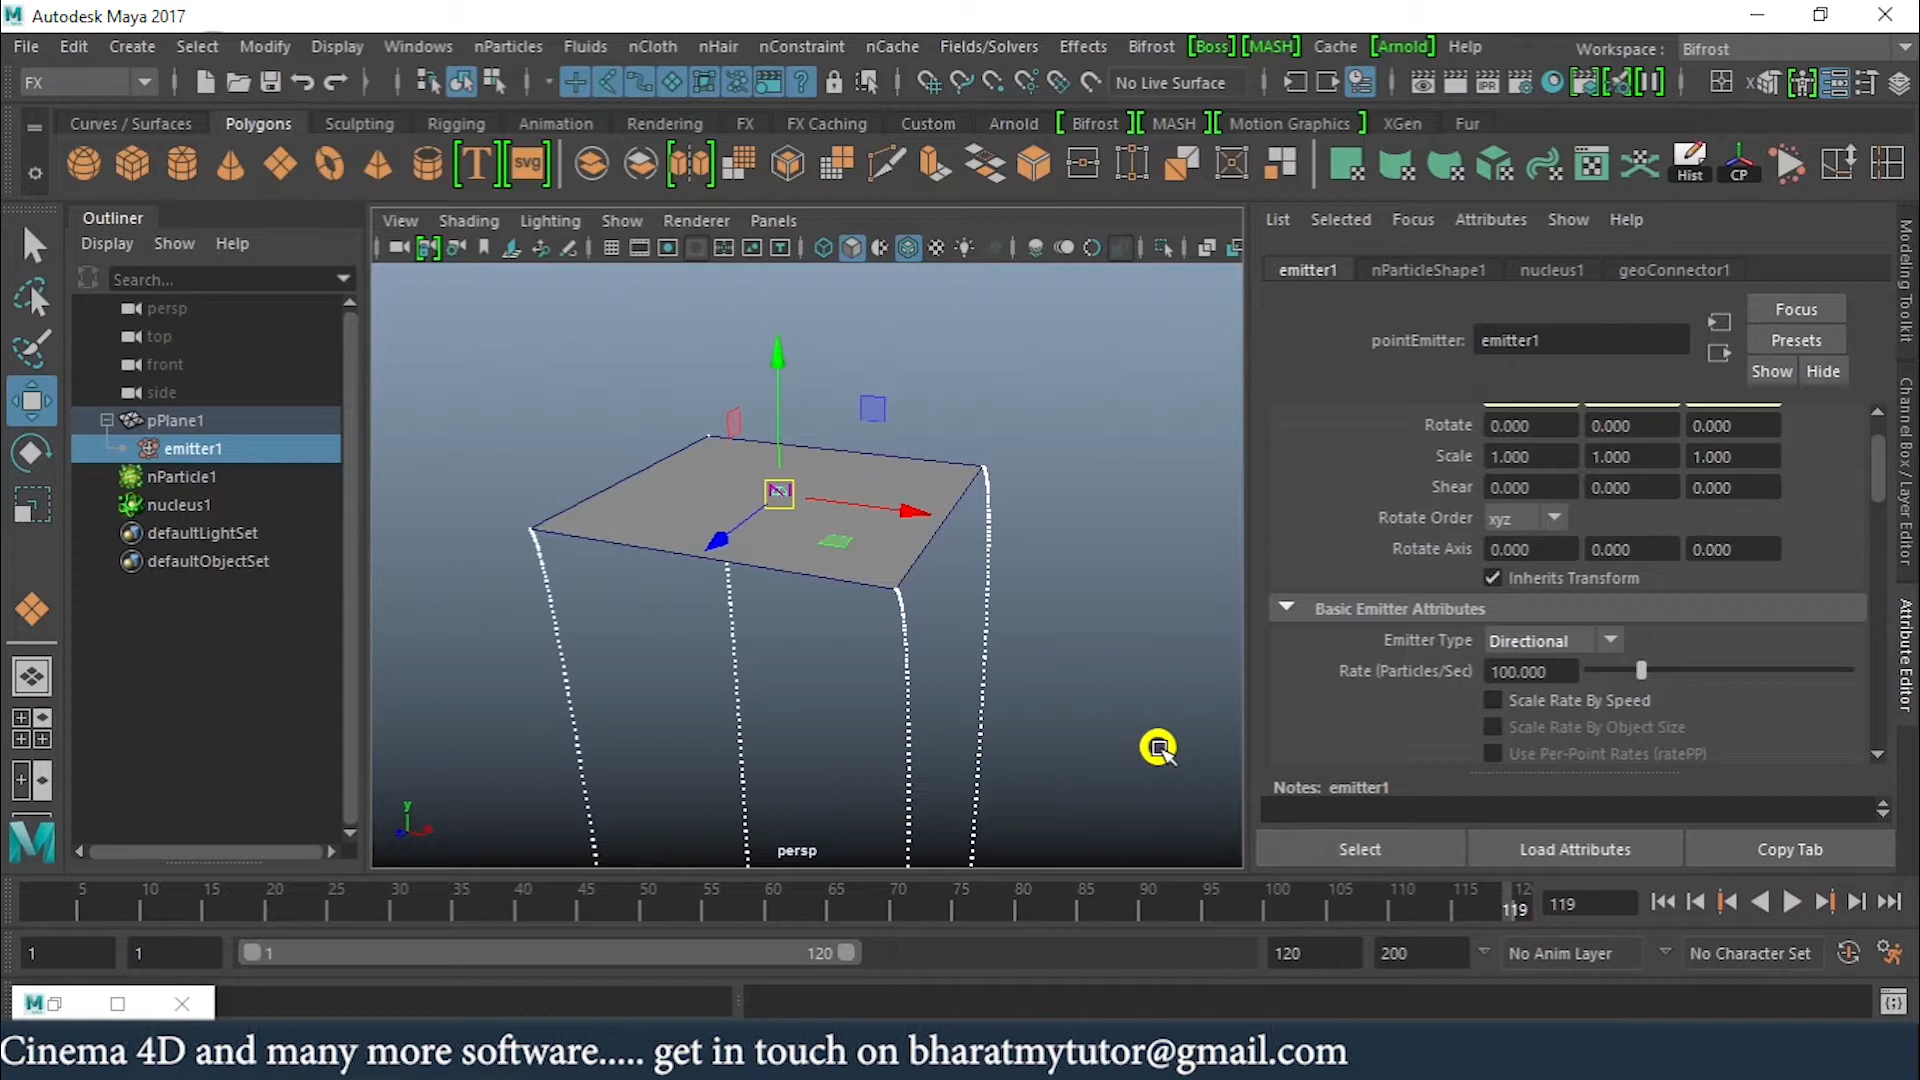 Autodesk Maya 2017
File Edit Create Select Modify Display Windows nParticles Fluids nCloth nHair nConstraint nCache Fields/Solvers Effects Bifrost [Boss] [MASH] Cache [Arnold] Help Workspace : Bifrost
FX No Live Surface
Curves / Surfaces Polygons Sculpting Rigging Animation Rendering FX FX Caching Custom Arnold [ Bifrost ][ MASH ][ Motion Graphics ] XGen Fur
T svg IPR Hist CP
Outliner
Display Show Help
Search...
persp
top
front
side
pPlane1
emitter1
nParticle1
nucleus1
defaultLightSet
defaultObjectSet
View Shading Lighting Show Renderer Panels
y
persp
List Selected Focus Attributes Show Help
emitter1 nParticleShape1 nucleus1 geoConnector1
Focus
pointEmitter: emitter1 Presets
Show Hide
Rotate 0.000 0.000 0.000
Scale 1.000 1.000 1.000
Shear 0.000 0.000 0.000
Rotate Order xyz
Rotate Axis 0.000 0.000 0.000
Inherits Transform
Basic Emitter Attributes
Emitter Type Directional
Rate (Particles/Sec) 100.000
Scale Rate By Speed
Scale Rate By Object Size
Use Per-Point Rates (ratePP)
Notes: emitter1
Select Load Attributes Copy Tab
Modeling Toolkit
Channel Box / Layer Editor
Attribute Editor
5 10 15 20 25 30 35 40 45 50 55 60 65 70 75 80 85 90 95 100 105 110 115 12
119 119
1 1 1 120 120 200 No Anim Layer No Character Set
Cinema 4D and many more software..... get in touch on bharatmytutor@gmail.com